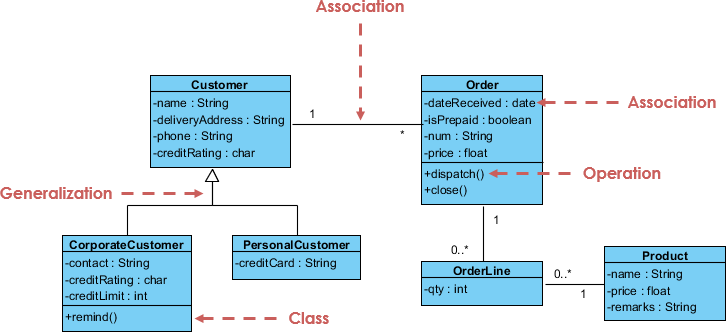 Association
Customer
-name : String
-deliveryAddress : String
-phone : String
-creditRating : char
1
*
Order
-dateReceived : date
-isPrepaid : boolean
-num : String
-price : float
+dispatch()
+close()
Association
Operation
Generalization
1
0..*
CorporateCustomer
-contact : String
-creditRating : char
-creditLimit : int
+remind()
PersonalCustomer
-creditCard : String
OrderLine
-qty : int
0..*
1
Product
-name : String
-price : float
-remarks : String
Class